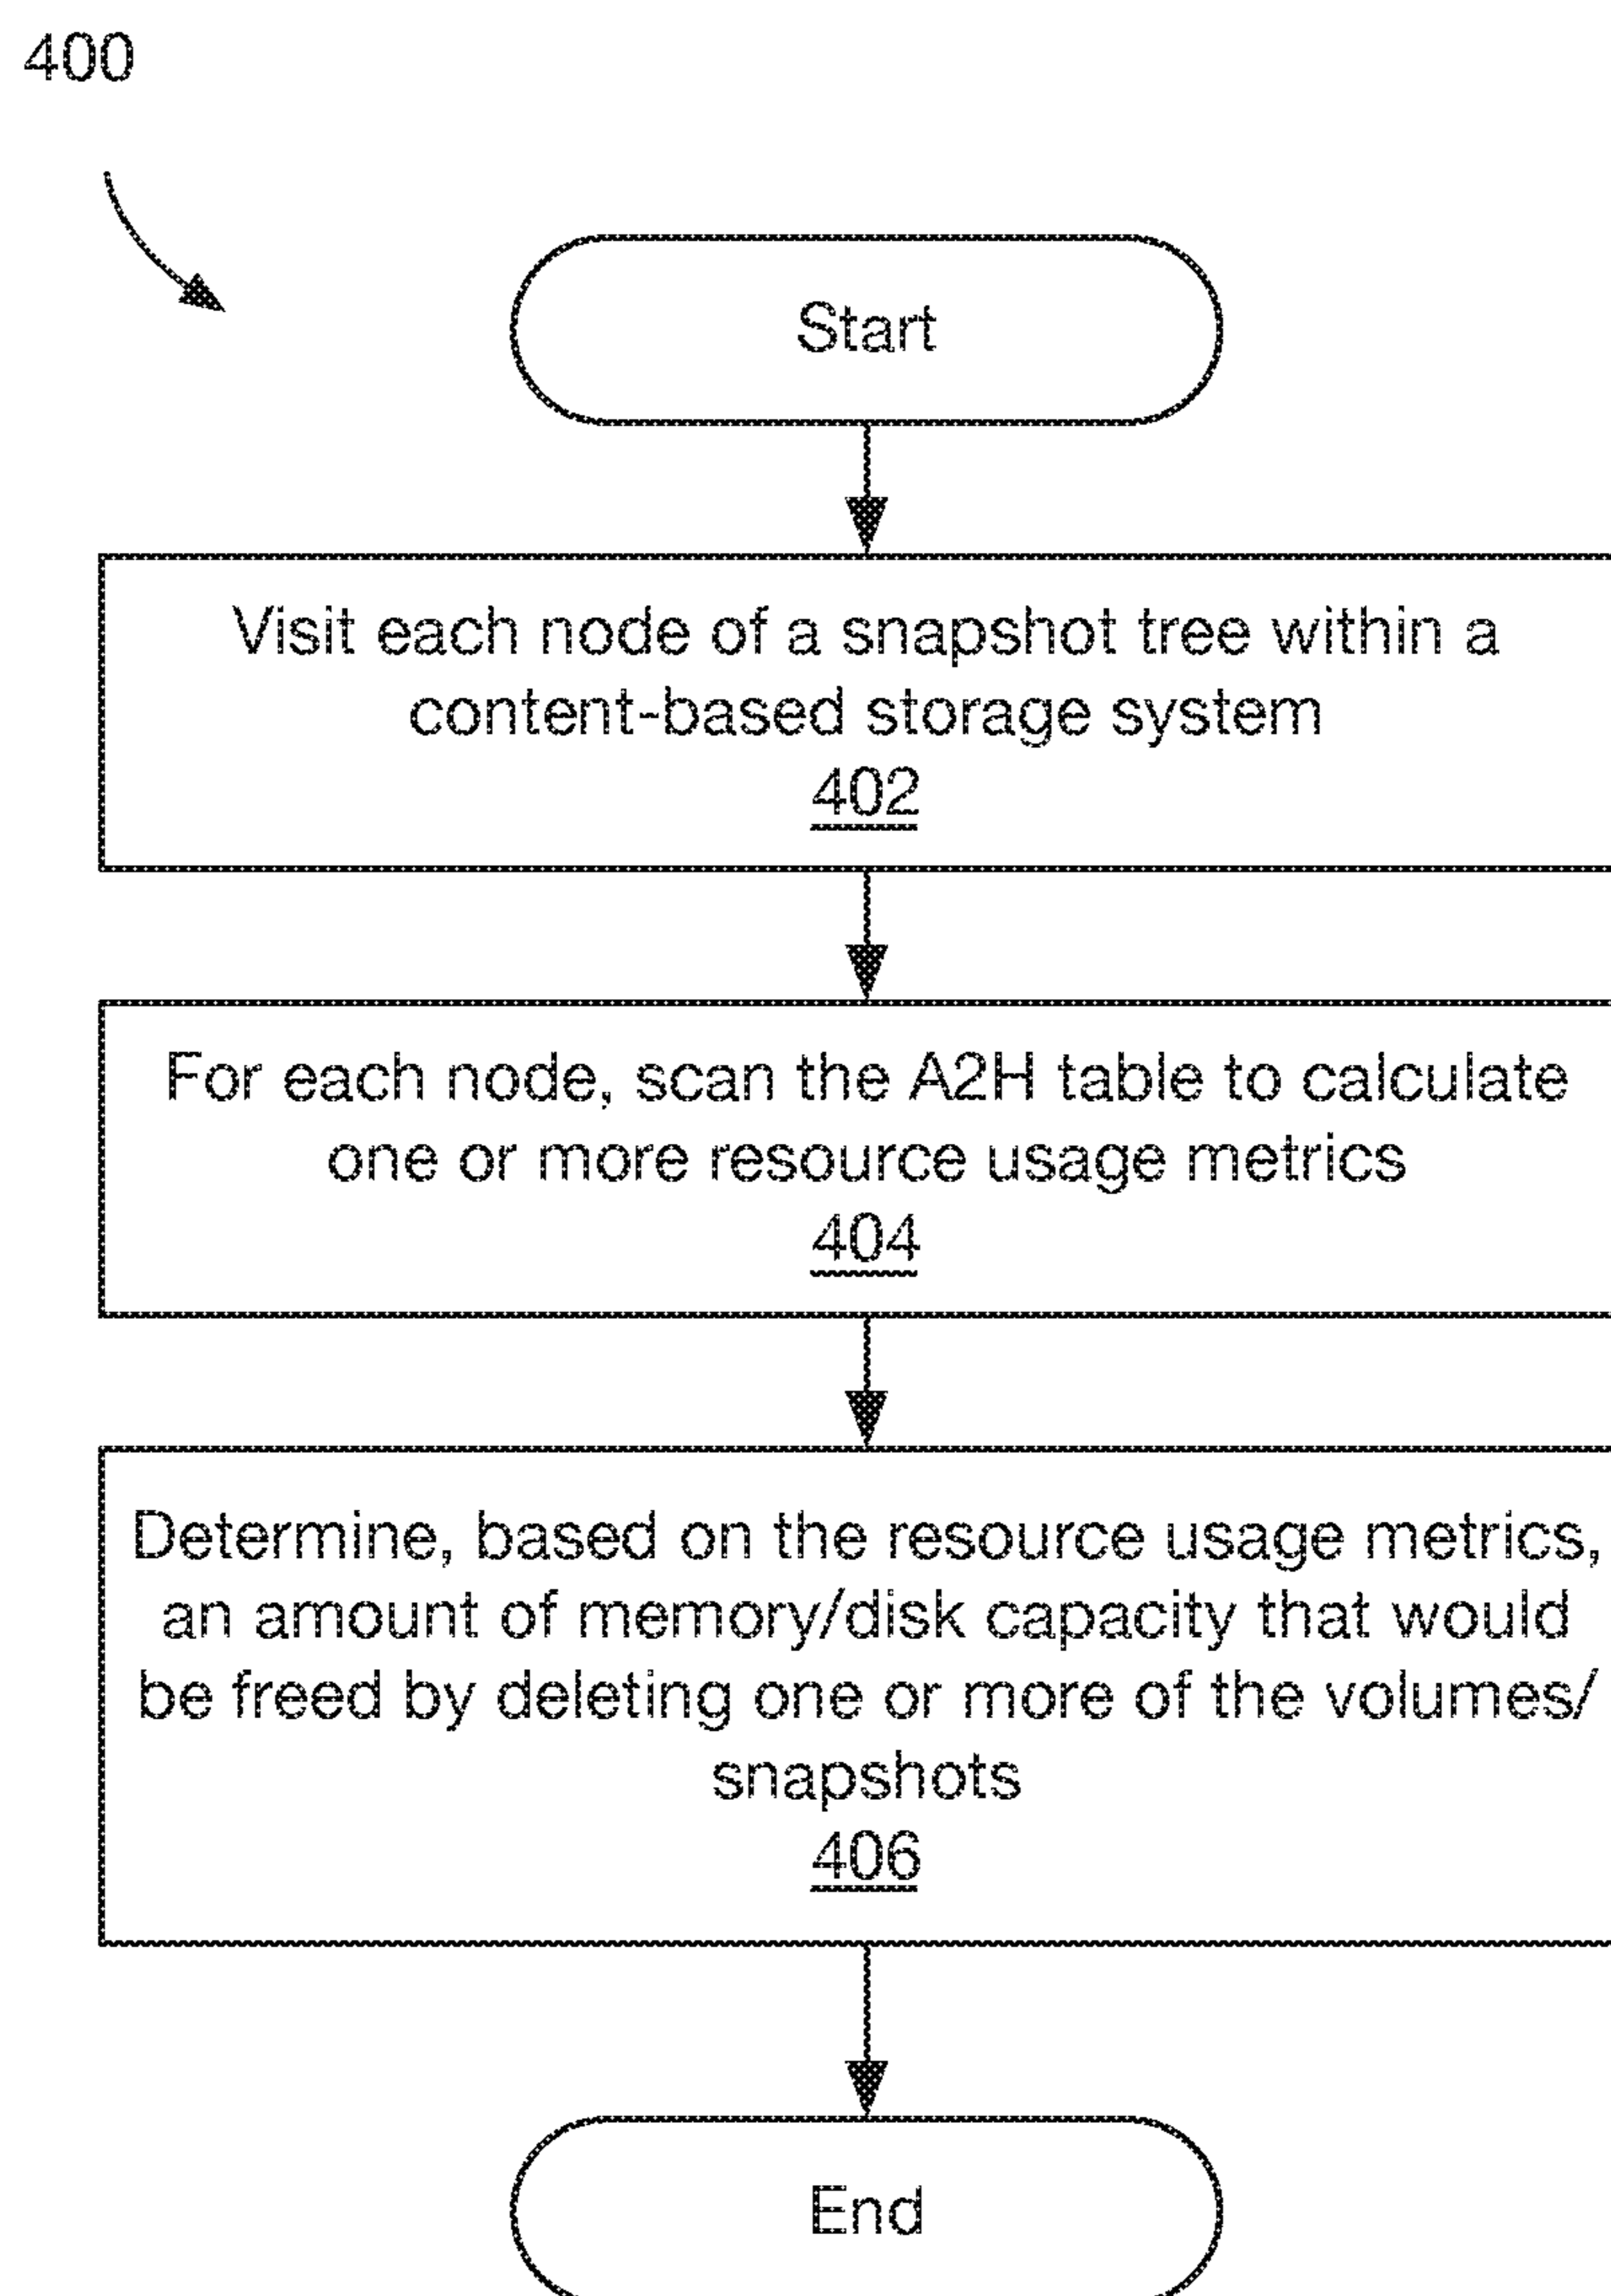 400
Start
Visit each node of a snapshot tree within a
content-based storage system
402
For each node, scan the A2H table to calculate
one or more resource usage metrics
404
Determine, based on the resource usage metrics,
an amount of memory/disk capacity that would
be freed by deleting one or more of the volumes/
snapshots
406
End